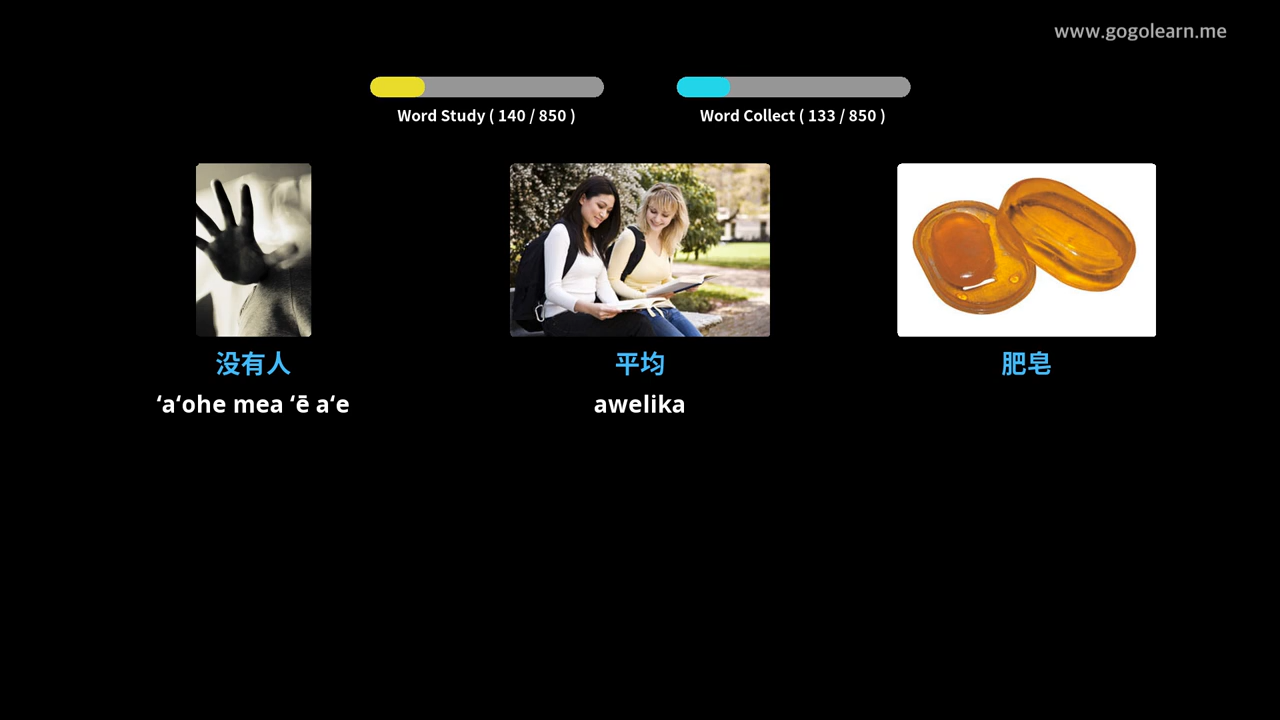 www.gogolearn.me
Word Study ( 140 / 850 )
Word Collect ( 133 / 850 )
没有人
平均
肥皂
ʻaʻohe mea ʻē aʻe
awelika